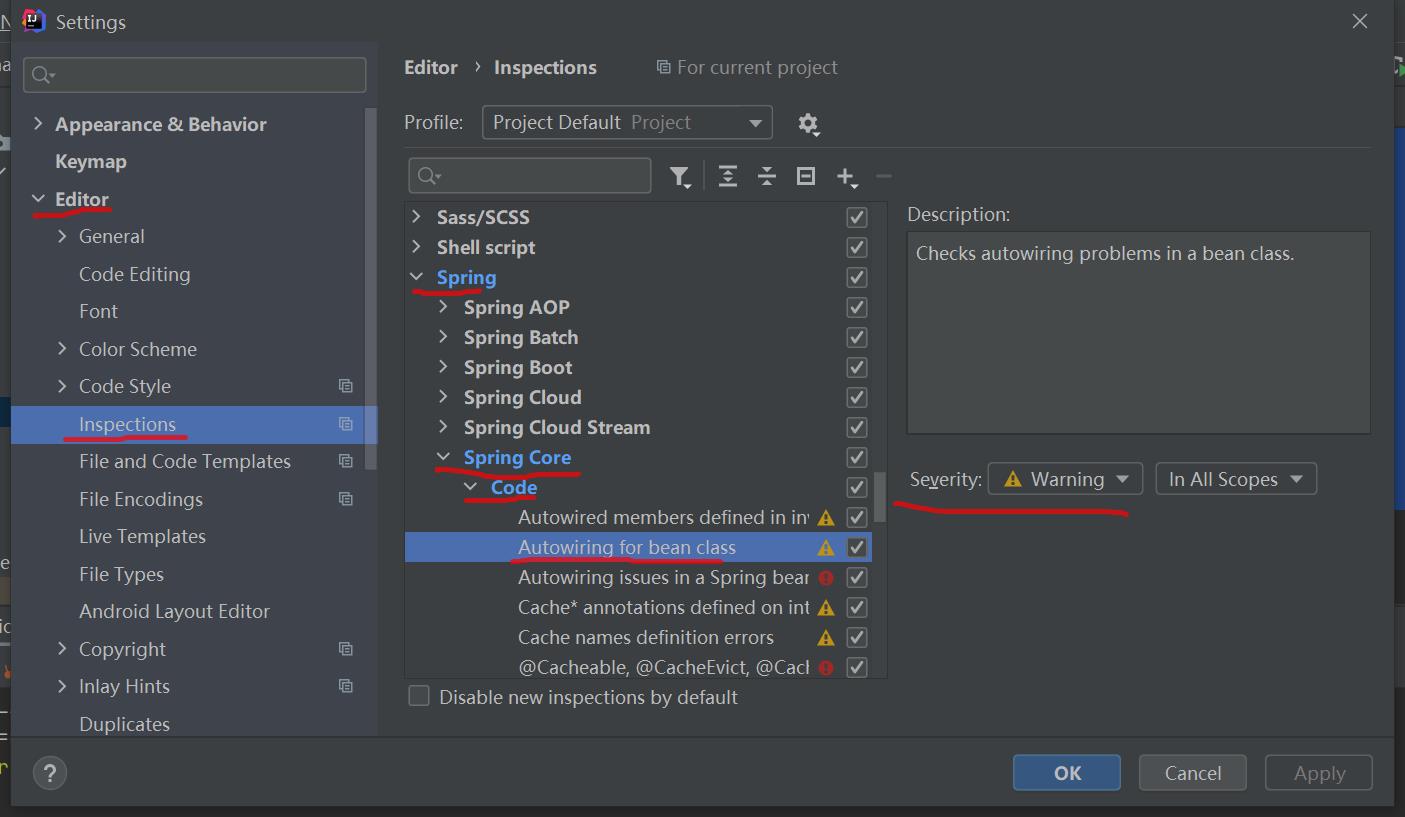 Settings
Editor › Inspections For current project
Appearance & Behavior
Keymap
Editor
General
Code Editing
Font
Color Scheme
Code Style
Inspections
File and Code Templates
File Encodings
Live Templates
File Types
Android Layout Editor
Copyright
Inlay Hints
Duplicates
Profile: Project Default Project
Sass/SCSS
Shell script
Spring
Spring AOP
Spring Batch
Spring Boot
Spring Cloud
Spring Cloud Stream
Spring Core
Code
Autowired members defined in in
Autowiring for bean class
Autowiring issues in a Spring bear
Cache* annotations defined on int
Cache names definition errors
@Cacheable, @CacheEvict, @Cach
Disable new inspections by default
Description:
Checks autowiring problems in a bean class.
Severity: Warning In All Scopes
?
OK Cancel Apply